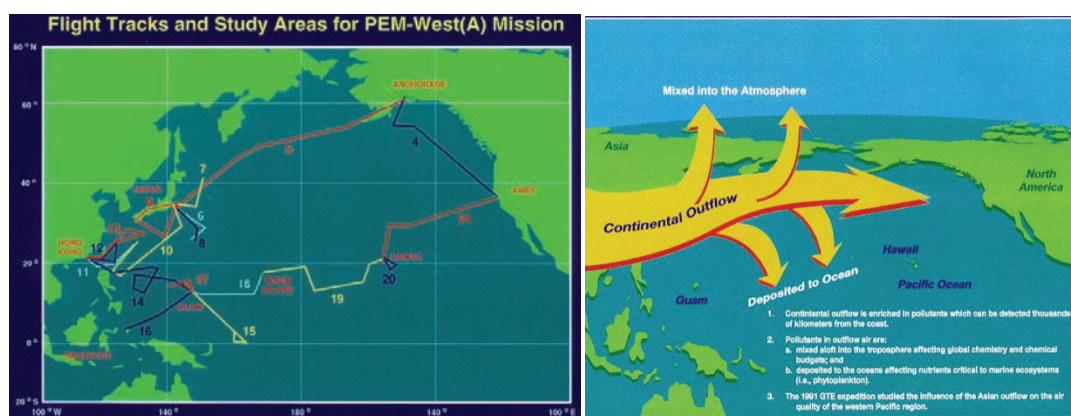 Flight Tracks and Study Areas for PEM-West(A) Mission
80° N
60°
40°
20°
0°
20° S
ANCHORAGE
4
7
JAPAN
6
8
AMES
10
12
HONG
KONG
11
20
17
18
WAKE
ISLAND
14
GUAM
19
16
15
100° W
140°
180°
140°
100° E
Mixed into the Atmosphere
Asia
North
America
Continental Outflow
Hawaii
Deposited to Ocean
Guam
Pacific Ocean
1. Contintental outflow is enriched in pollutants which can be detected thousands
of kilometers from the coast.
2. Pollutants in outflow air are:
a. mixed aloft into the troposphere affecting global chemistry and chemical
budgets; and
b. deposited to the oceans affecting nutrients critical to marine ecosystems
(i.e., phytoplankton).
3. The 1991 GTE expedition studied the influence of the Asian outflow on the air
quality of the western Pacific region.